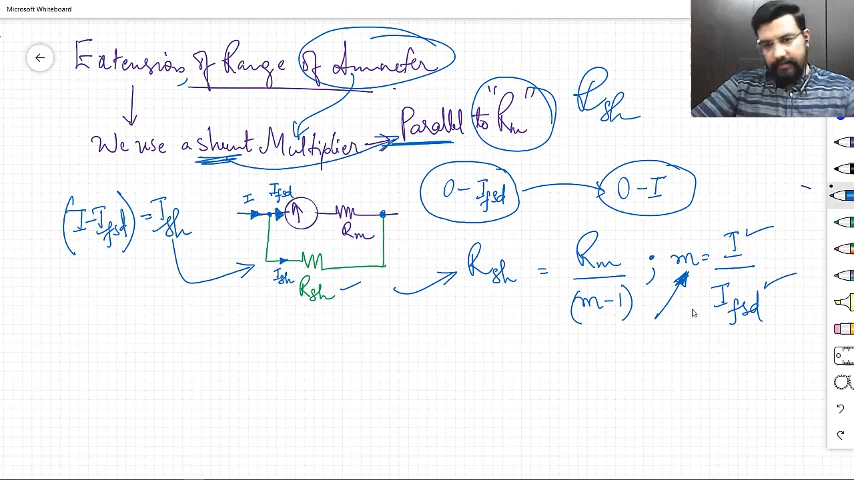 Microsoft Whiteboard
Extension, of Range of Ammeter
We use a shunt Multiplier → Parallel to "Rm" Rsh
(I-Ifsd) = Ish
I Ifsd
Rm
Ish
Rsh
0-Ifsd → 0-I
Rsh = Rm/(m-1) ; m = I/Ifsd